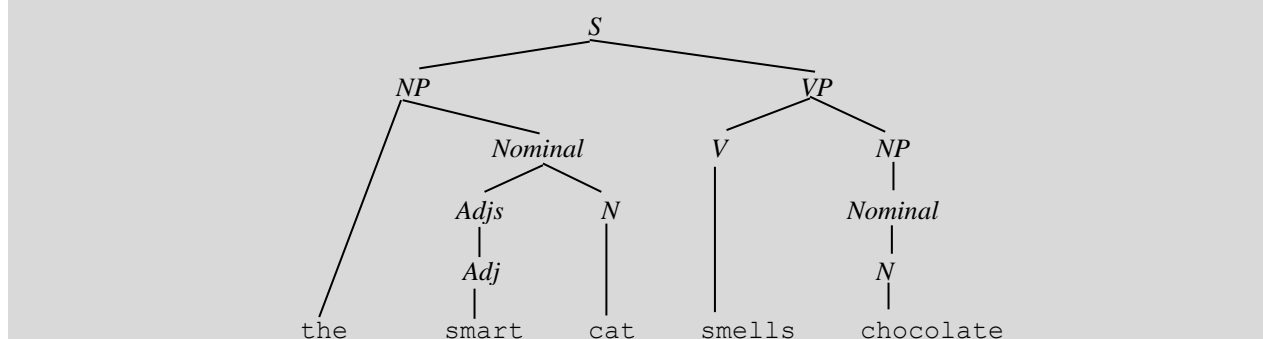 S
NP VP
Nominal V NP
Adjs N Nominal
Adj N
the smart cat smells chocolate